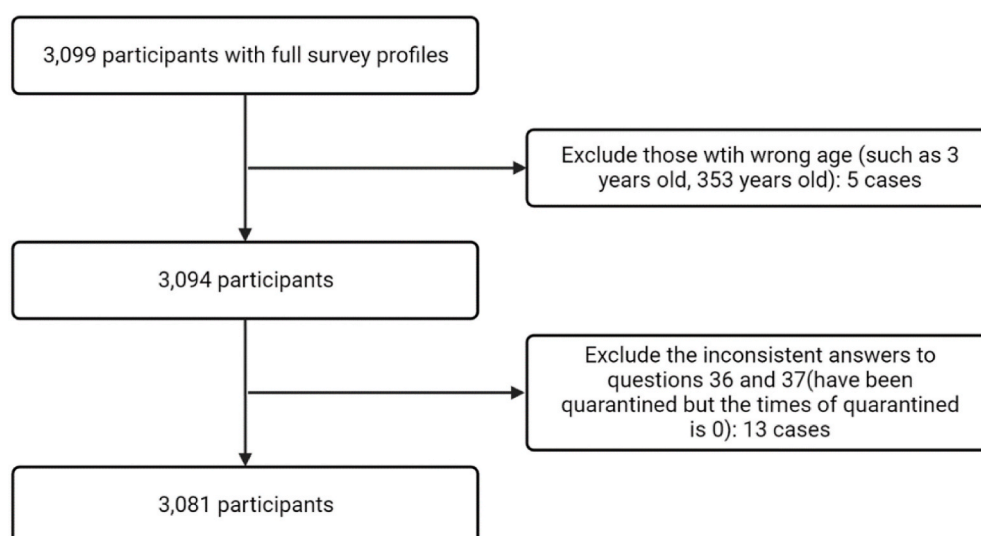 3,099 participants with full survey profiles
Exclude those wtih wrong age (such as 3
years old, 353 years old): 5 cases
3,094 participants
Exclude the inconsistent answers to
questions 36 and 37(have been
quarantined but the times of quarantined
is 0): 13 cases
3,081 participants